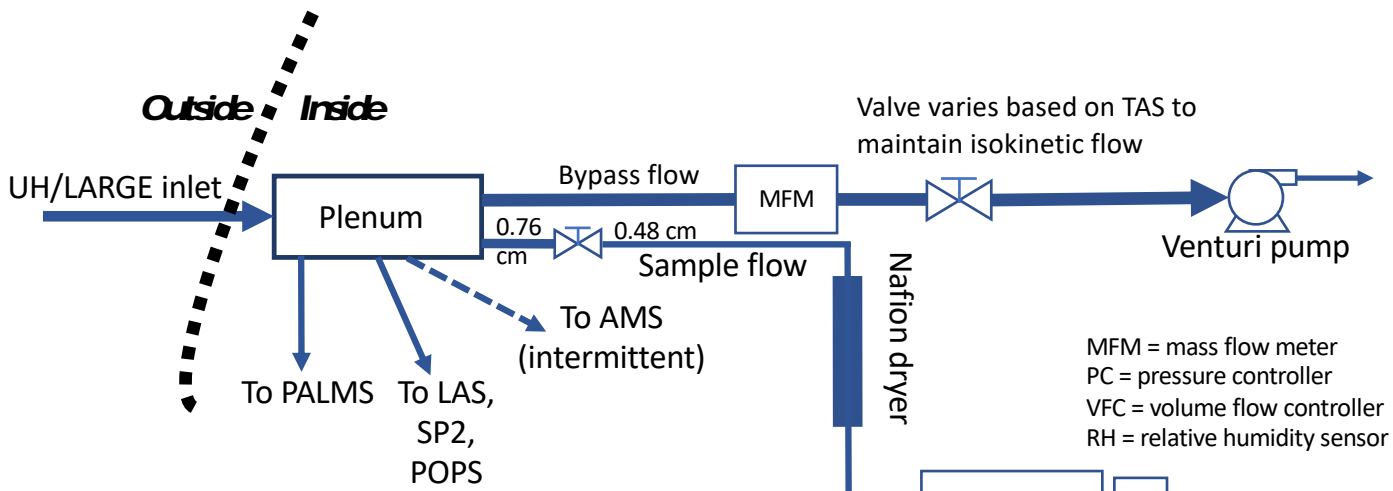 Outside Inside
Valve varies based on TAS to
maintain isokinetic flow
UH/LARGE inlet
Bypass flow
MFM
Plenum
0.76
cm
0.48 cm
Sample flow
Venturi pump
Nafion dryer
To AMS
(intermittent)
To PALMS
To LAS,
SP2,
POPS
MFM = mass flow meter
PC = pressure controller
VFC = volume flow controller
RH = relative humidity sensor